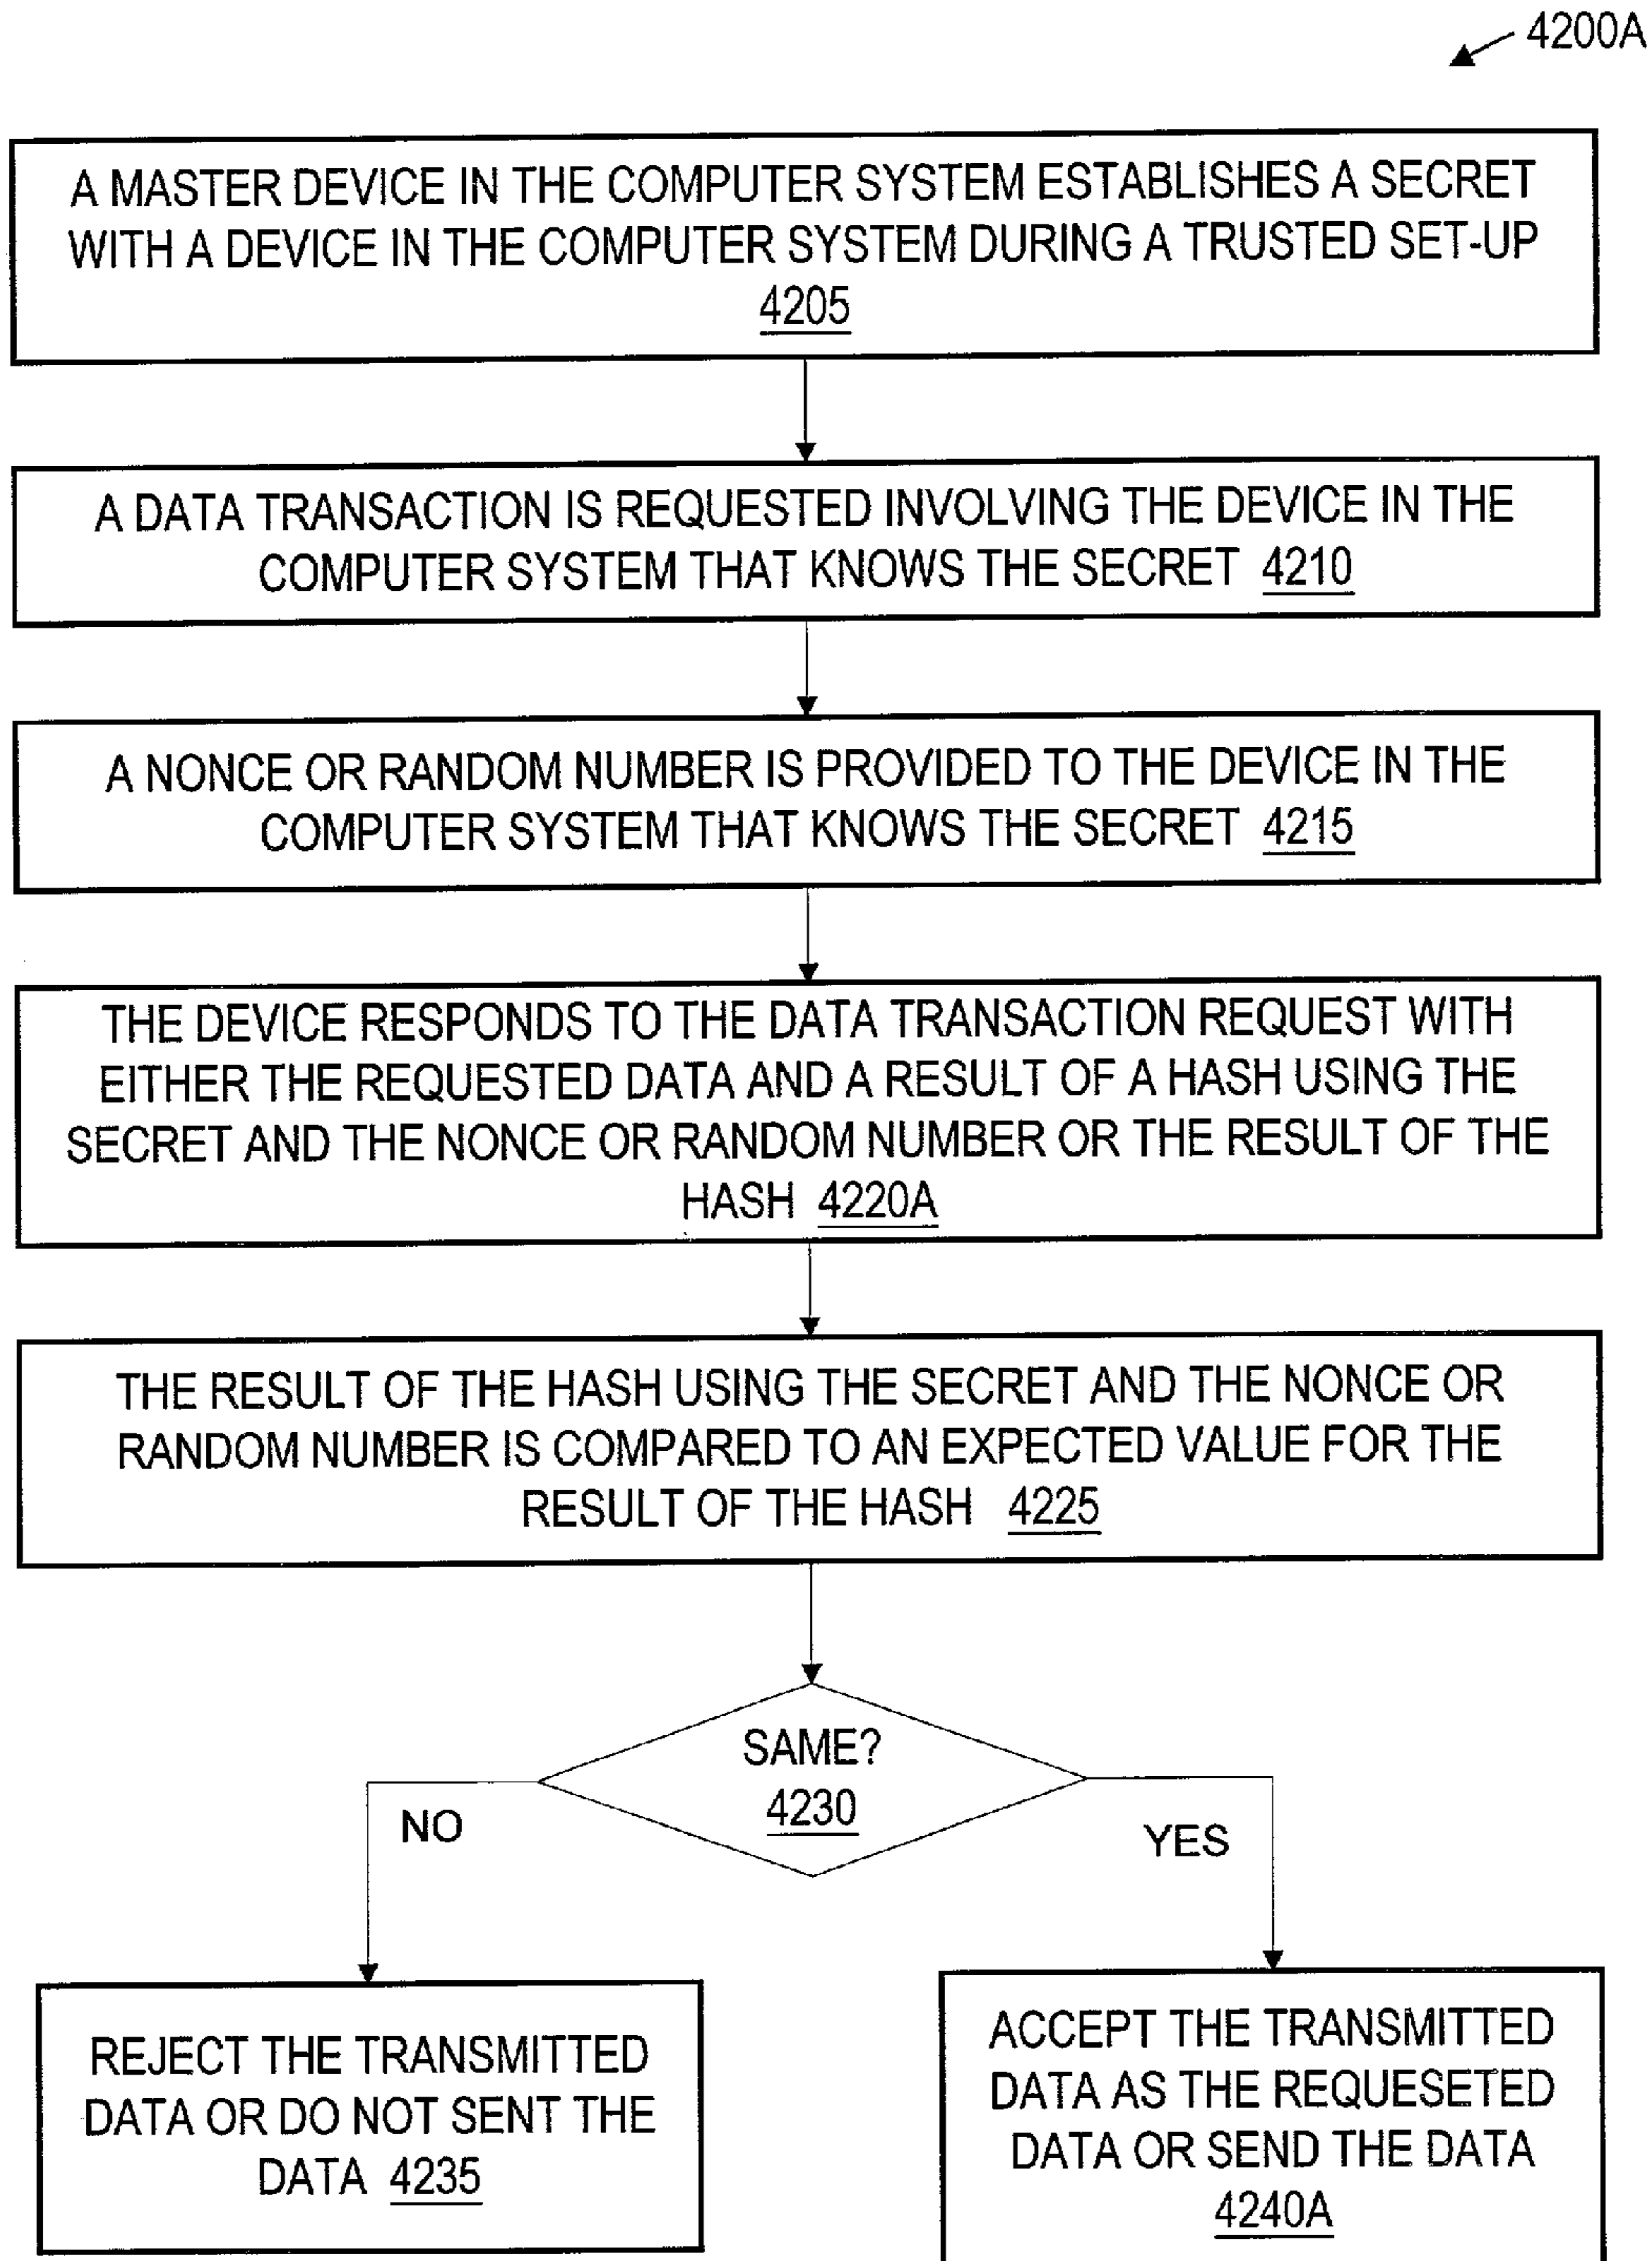 4200A
A MASTER DEVICE IN THE COMPUTER SYSTEM ESTABLISHES A SECRET
WITH A DEVICE IN THE COMPUTER SYSTEM DURING A TRUSTED SET-UP
4205
A DATA TRANSACTION IS REQUESTED INVOLVING THE DEVICE IN THE
COMPUTER SYSTEM THAT KNOWS THE SECRET 4210
A NONCE OR RANDOM NUMBER IS PROVIDED TO THE DEVICE IN THE
COMPUTER SYSTEM THAT KNOWS THE SECRET 4215
THE DEVICE RESPONDS TO THE DATA TRANSACTION REQUEST WITH
EITHER THE REQUESTED DATA AND A RESULT OF A HASH USING THE
SECRET AND THE NONCE OR RANDOM NUMBER OR THE RESULT OF THE
HASH 4220A
THE RESULT OF THE HASH USING THE SECRET AND THE NONCE OR
RANDOM NUMBER IS COMPARED TO AN EXPECTED VALUE FOR THE
RESULT OF THE HASH 4225
SAME?
4230
NO
YES
REJECT THE TRANSMITTED
DATA OR DO NOT SENT THE
DATA 4235
ACCEPT THE TRANSMITTED
DATA AS THE REQUESETED
DATA OR SEND THE DATA
4240A